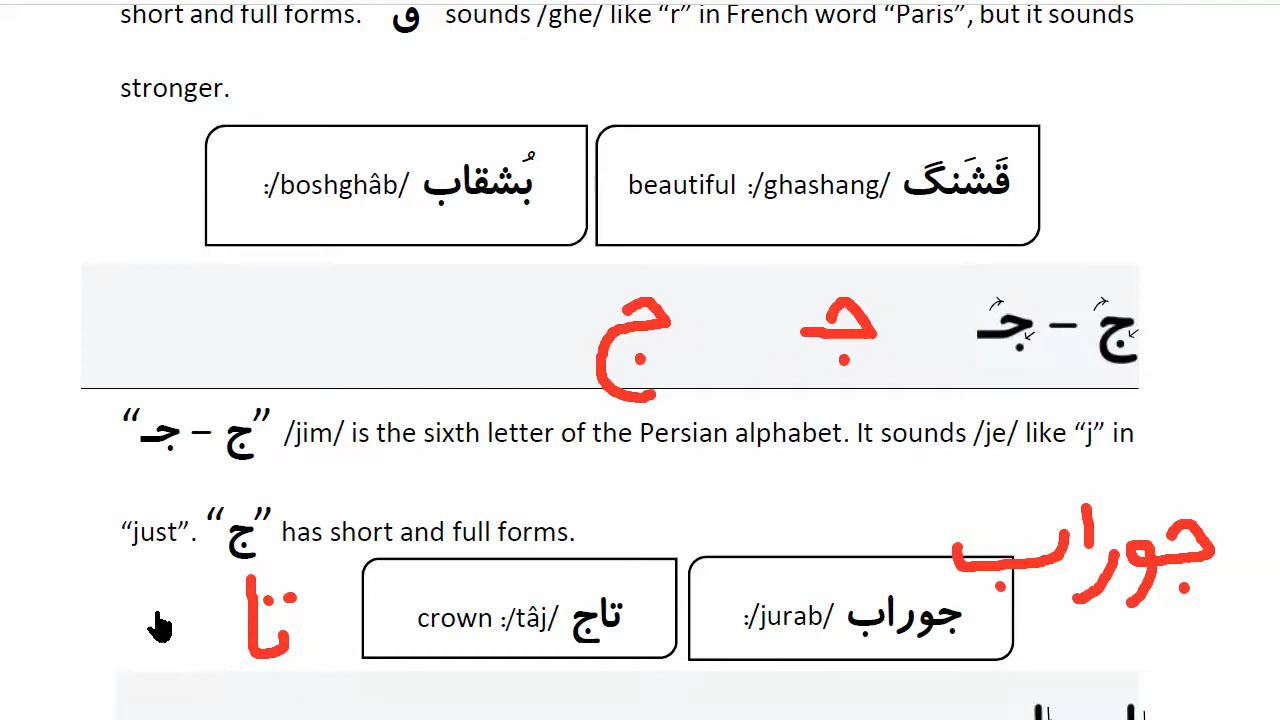 short and full forms. ق sounds /ghe/ like “r” in French word “Paris”, but it sounds
stronger.
:/boshghâb/ بُشقاب
beautiful :/ghashang/ قَشَنگ
ج جـ جـ – ج
“ج – جـ” /jim/ is the sixth letter of the Persian alphabet. It sounds /je/ like “j” in
“just”. “ج” has short and full forms.
جوراب
تا
crown :/tâj/ تاج
:/jurab/ جوراب